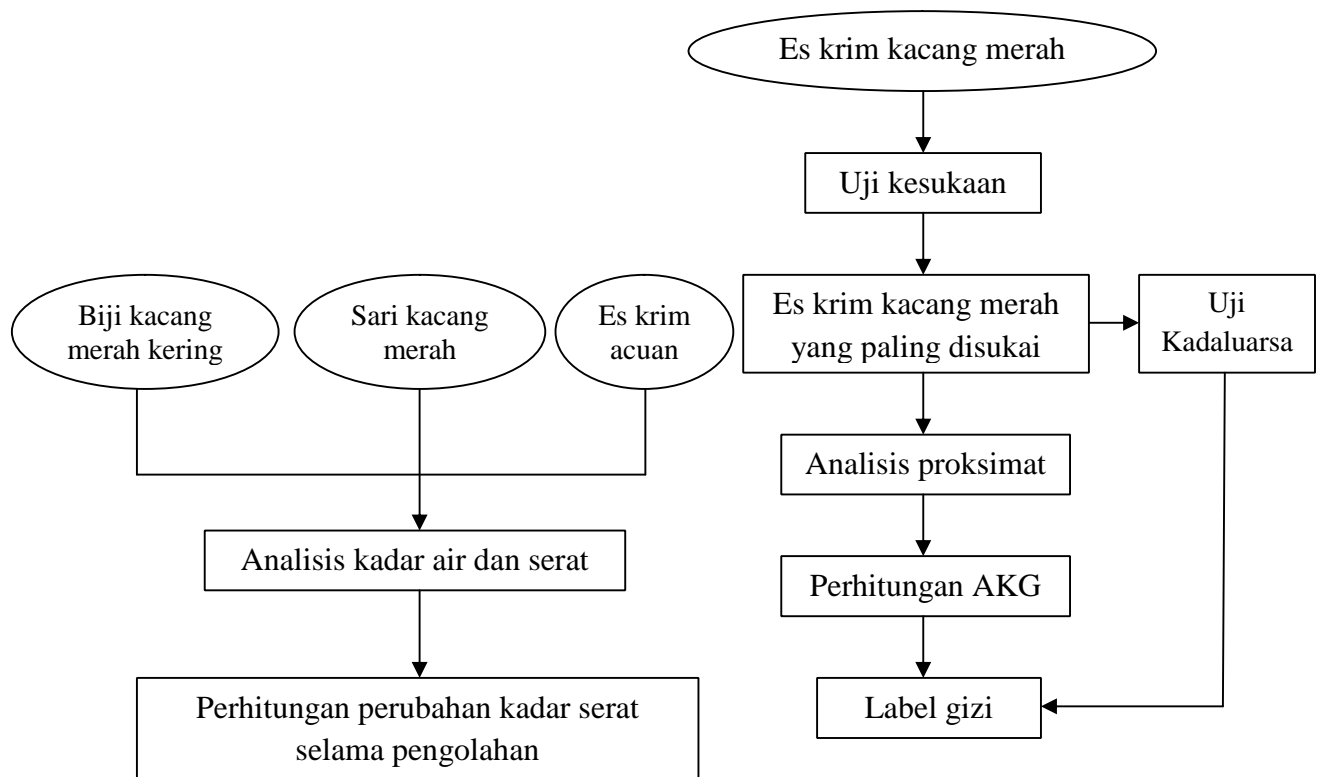 Es krim kacang merah
Uji kesukaan
Biji kacang
merah kering
Sari kacang
merah
Es krim
acuan
Es krim kacang merah
yang paling disukai
Uji
Kadaluarsa
Analisis proksimat
Analisis kadar air dan serat
Perhitungan AKG
Perhitungan perubahan kadar serat
selama pengolahan
Label gizi